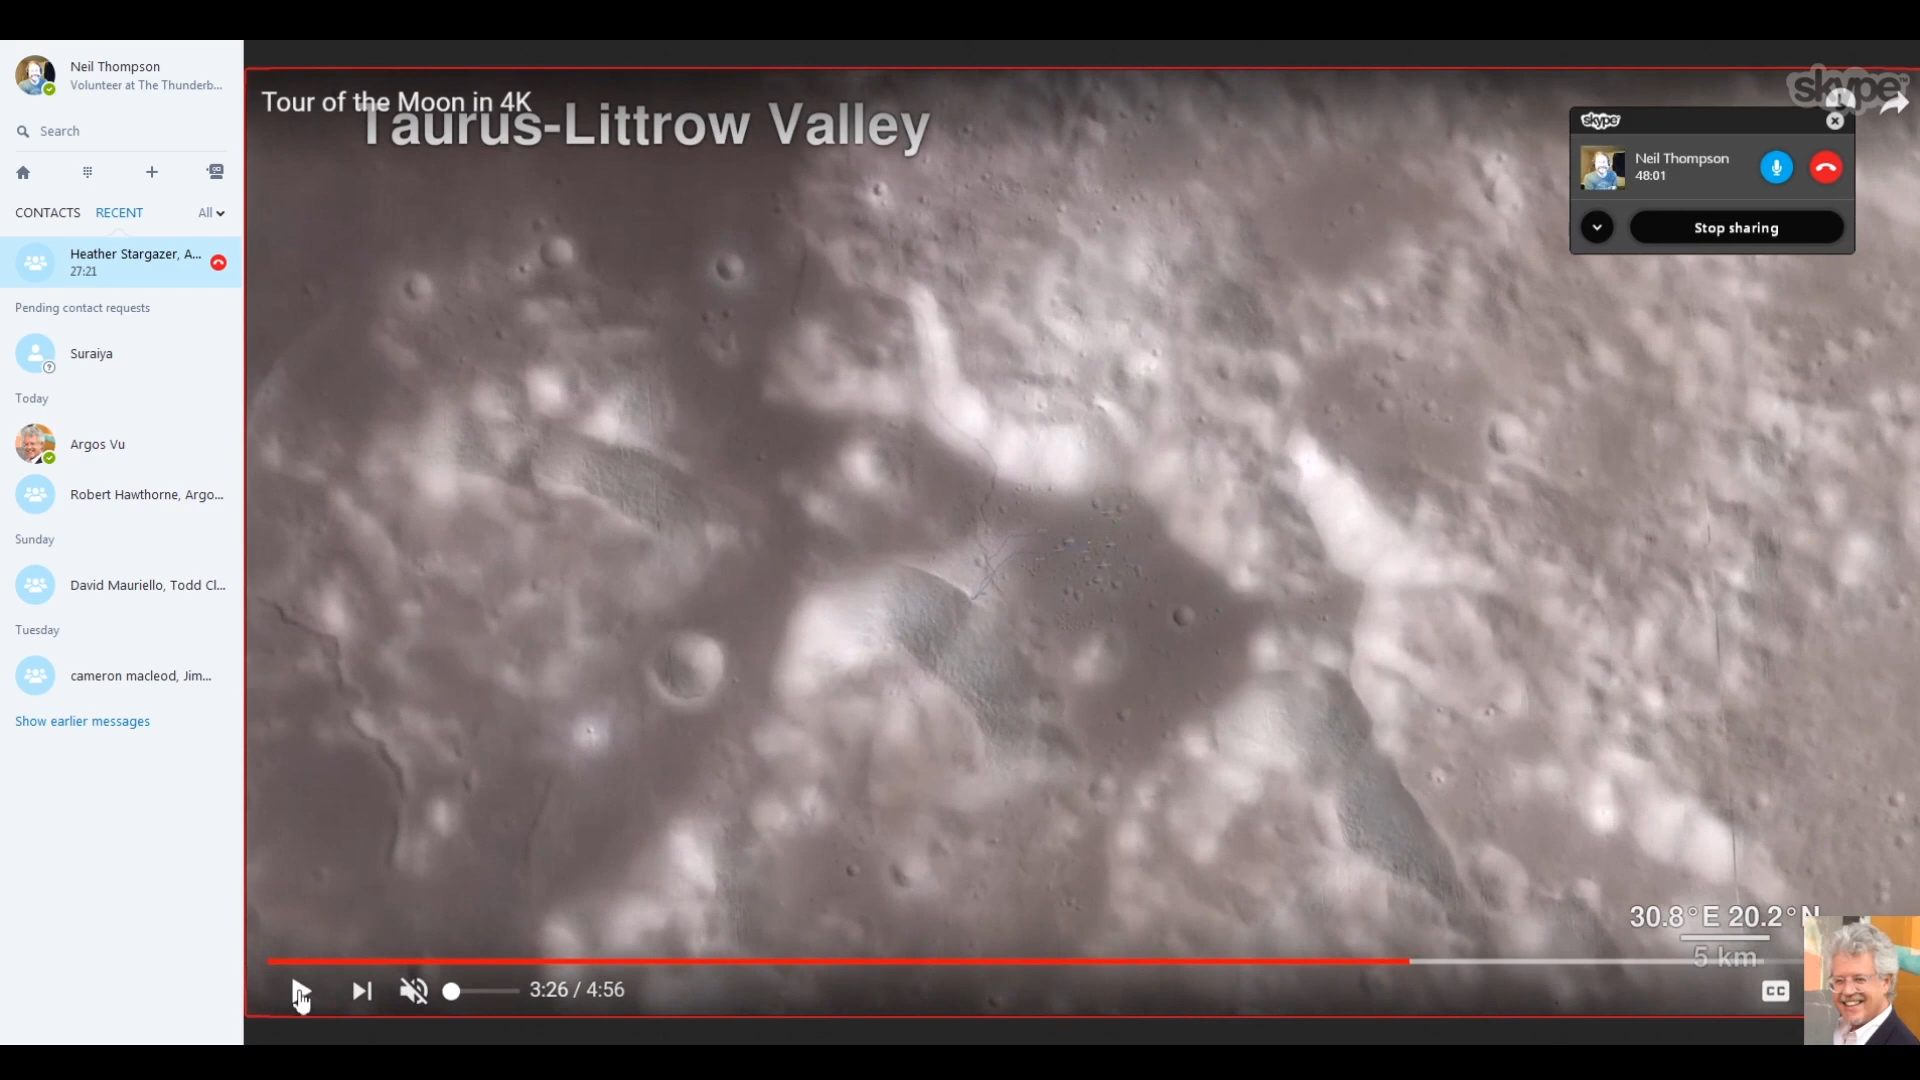 Neil Thompson
Volunteer at The Thunderb...
Search
CONTACTS RECENT All
Heather Stargazer, A...
27:21
Pending contact requests
Suraiya
Today
Argos Vu
Robert Hawthorne, Argo...
Sunday
David Mauriello, Todd Cl...
Tuesday
cameron macleod, Jim...
Show earlier messages
Tour of the Moon in 4K
Taurus-Littrow Valley
skype™
skype
Neil Thompson
48:01
Stop sharing
30.8°E 20.2°N
5 km
3:26 / 4:56
CC